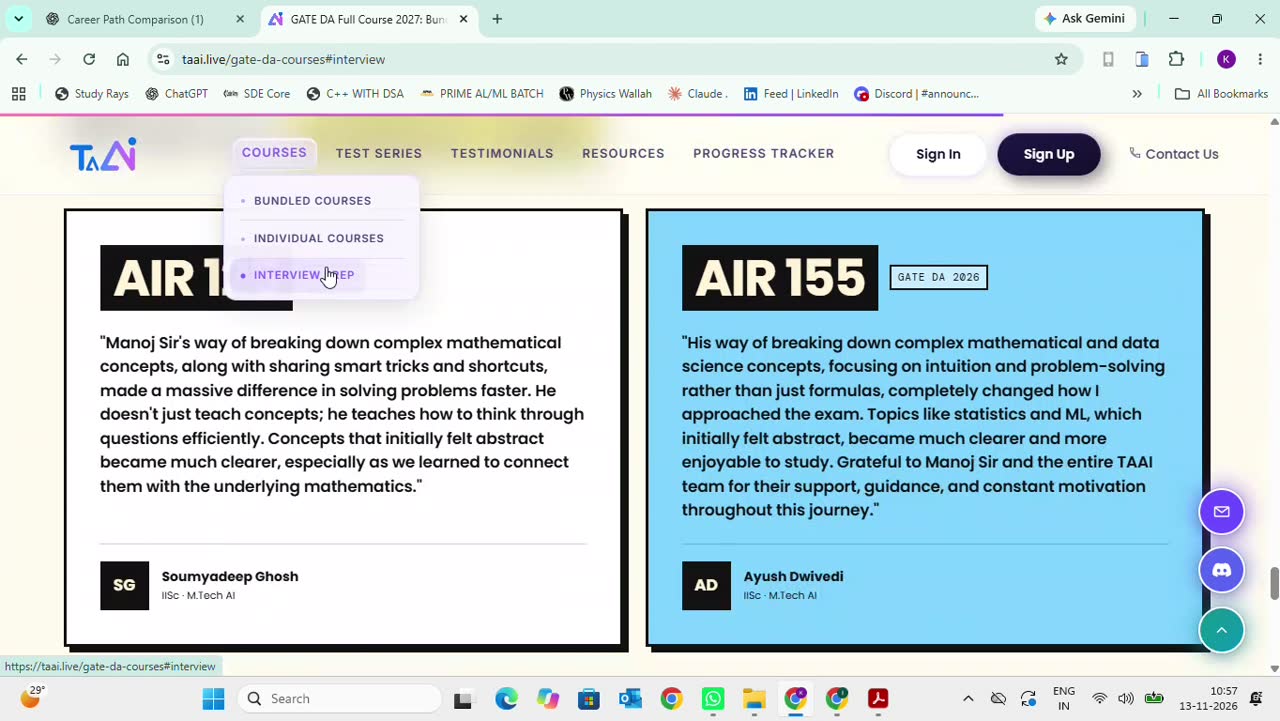 Career Path Comparison (1)
GATE DA Full Course 2027: Bun
Ask Gemini
taai.live/gate-da-courses#interview
K
Study Rays
ChatGPT
SDE Core
C++ WITH DSA
PRIME AL/ML BATCH
Physics Wallah
Claude .
Feed | LinkedIn
Discord | #announc...
All Bookmarks
TAAi
COURSES
TEST SERIES
TESTIMONIALS
RESOURCES
PROGRESS TRACKER
Sign In
Sign Up
Contact Us
BUNDLED COURSES
INDIVIDUAL COURSES
INTERVIEW
AIR
"Manoj Sir's way of breaking down complex mathematical
concepts, along with sharing smart tricks and shortcuts,
made a massive difference in solving problems faster. He
doesn't just teach concepts; he teaches how to think through
questions efficiently. Concepts that initially felt abstract
became much clearer, especially as we learned to connect
them with the underlying mathematics."
SG
Soumyadeep Ghosh
IISc · M.Tech AI
AIR 155
GATE DA 2026
"His way of breaking down complex mathematical and data
science concepts, focusing on intuition and problem-solving
rather than just formulas, completely changed how I
approached the exam. Topics like statistics and ML, which
initially felt abstract, became much clearer and more
enjoyable to study. Grateful to Manoj Sir and the entire TAAI
team for their support, guidance, and constant motivation
throughout this journey."
AD
Ayush Dwivedi
IISc · M.Tech AI
https://taai.live/gate-da-courses#interview
29°
Search
ENG
IN
10:57
13-11-2026